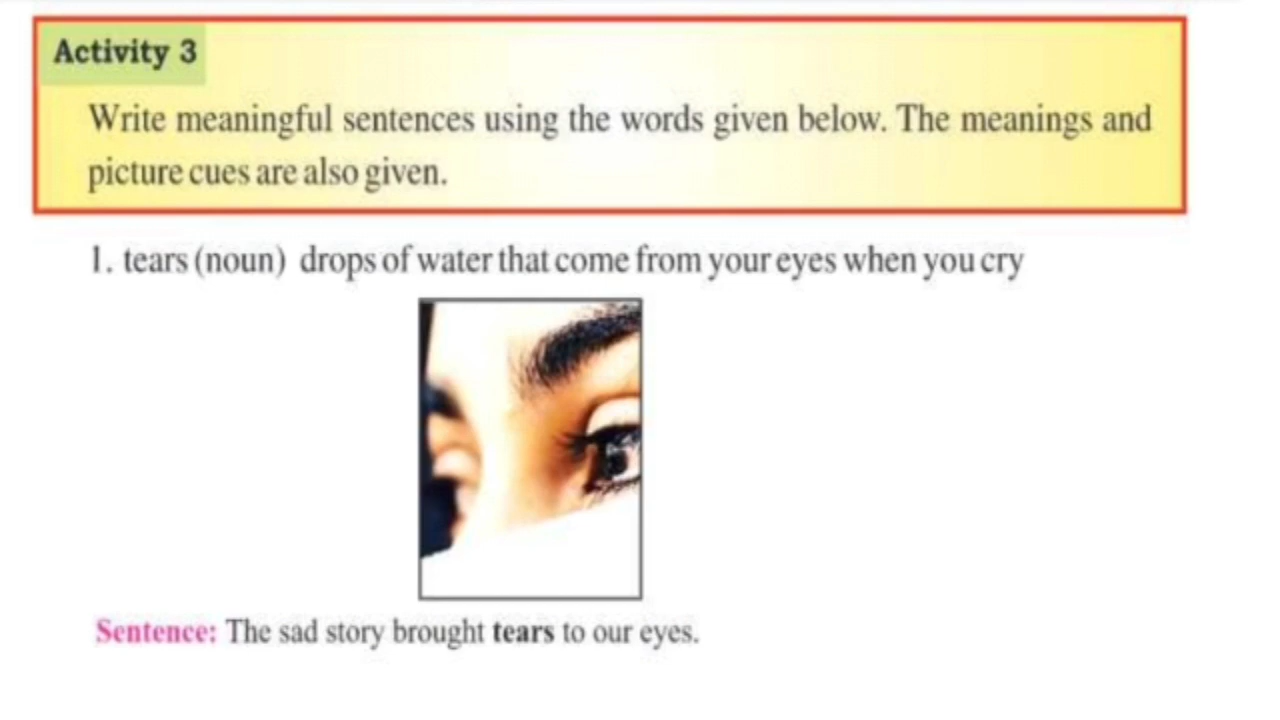 Activity 3
Write meaningful sentences using the words given below. The meanings and
picture cues are also given.
1. tears (noun) drops of water that come from your eyes when you cry
Sentence: The sad story brought tears to our eyes.